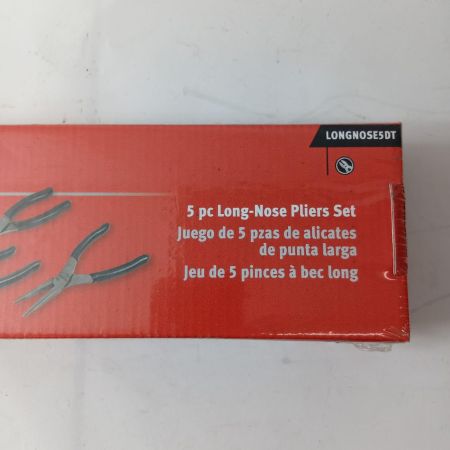 LONGNOSE5DT
5 pc Long-Nose Pliers Set
Juego de 5 pzas de alicates
de punta larga
Jeu de 5 pinces à bec long